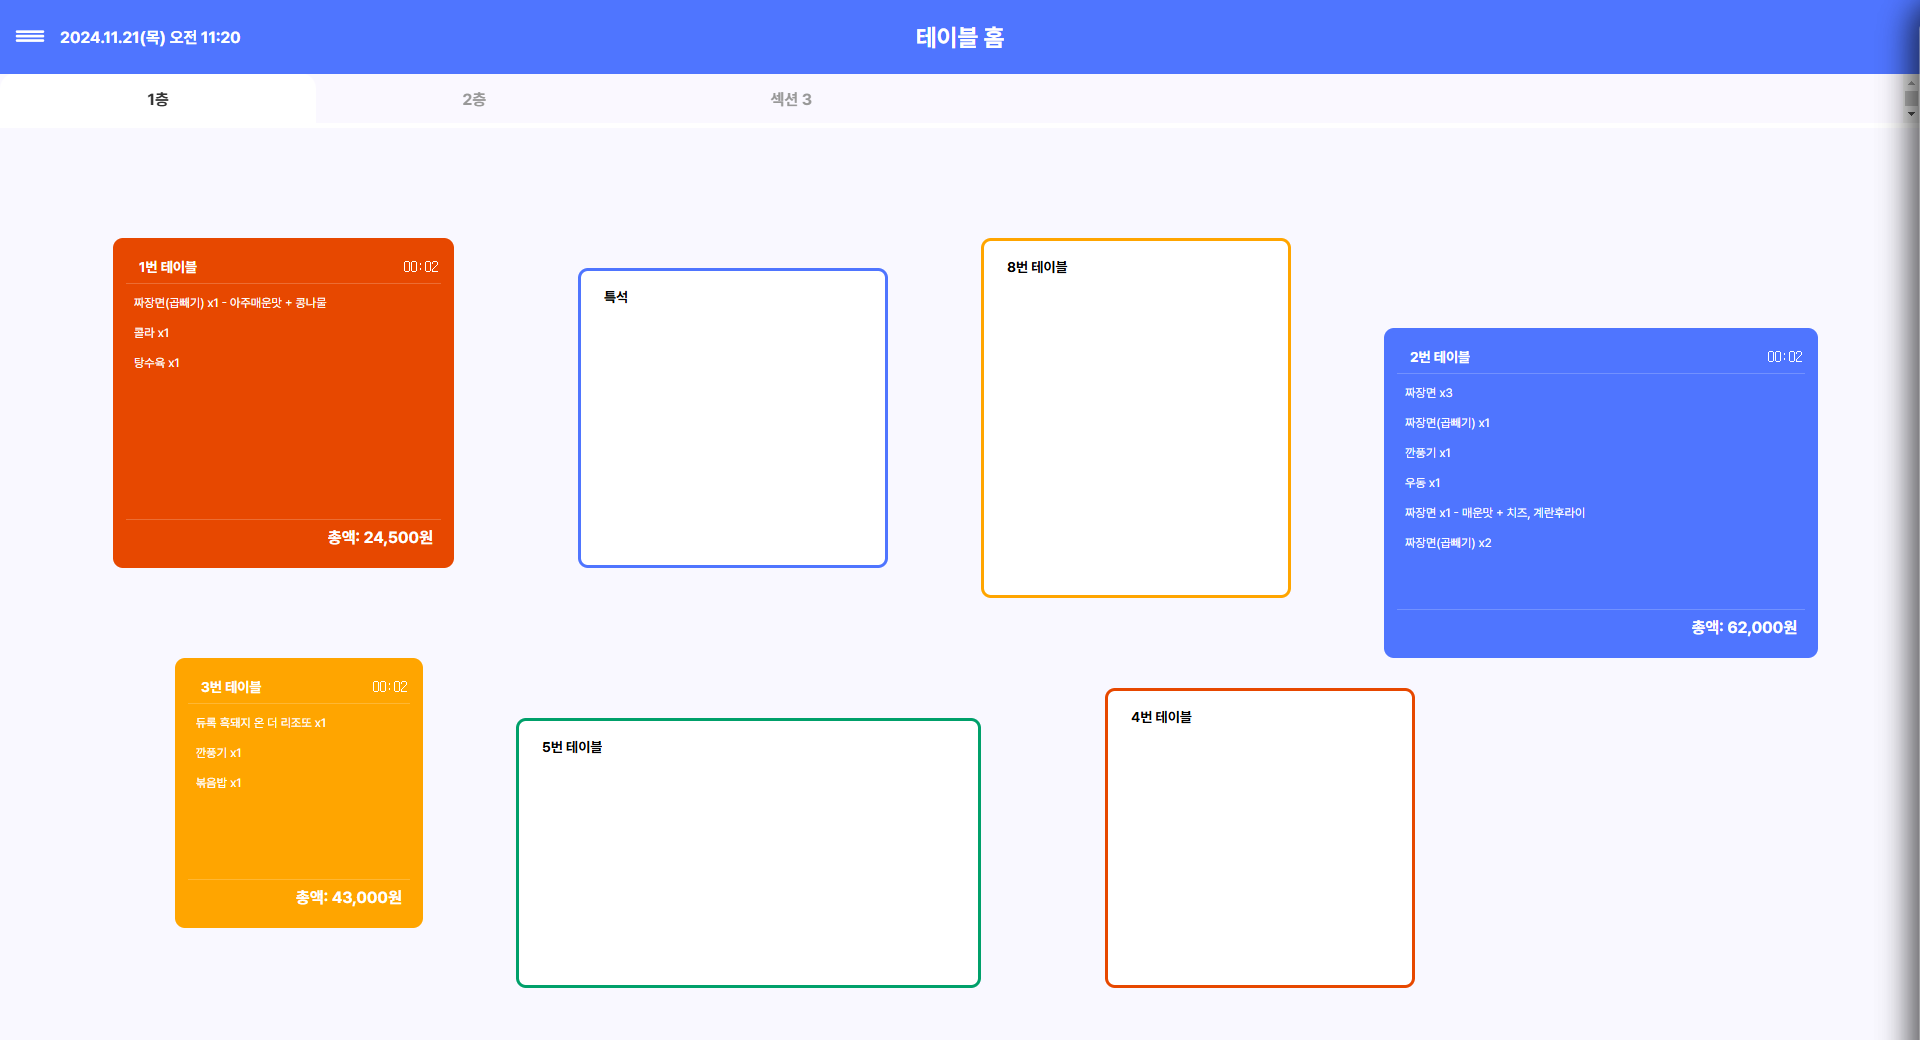 2024.11.21(목) 오전 11:20
테이블 홈
1층
2층
섹션 3
1번 테이블
00:02
짜장면(곱빼기) x1 - 아주매운맛 + 콩나물
콜라 x1
탕수육 x1
총액: 24,500원
특석
8번 테이블
2번 테이블
00:02
짜장면 x3
짜장면(곱빼기) x1
깐풍기 x1
우동 x1
짜장면 x1 - 매운맛 + 치즈, 계란후라이
짜장면(곱빼기) x2
총액: 62,000원
3번 테이블
00:02
듀록 흑돼지 온 더 리조또 x1
깐풍기 x1
볶음밥 x1
총액: 43,000원
5번 테이블
4번 테이블